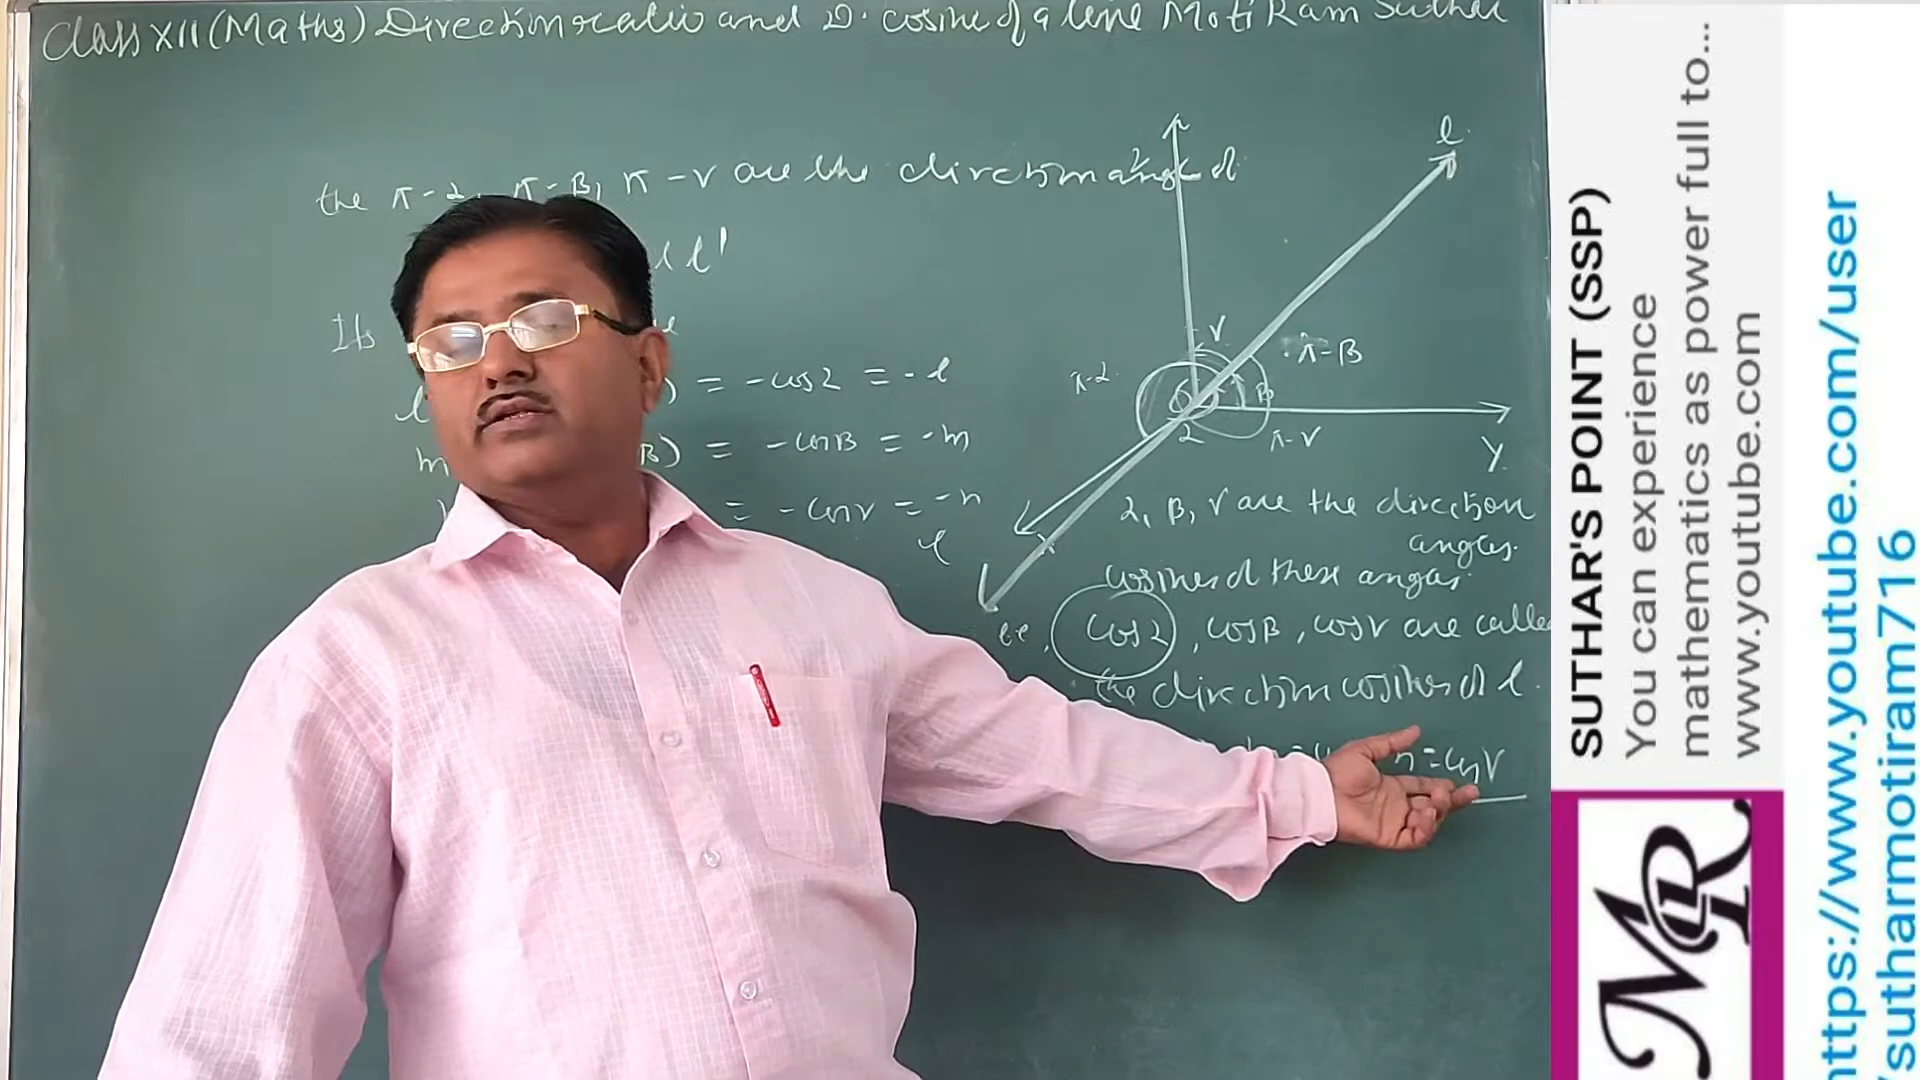 Class XII (Maths) Direction ratio and D. cosine of a line Moti Ram Suthar
the π-α, π-β, π-γ are the direction angle of
l'
Its
) = -cosα = -l
m β) = -cosβ = -m
= -cosγ = -n
l
γ
π-β
π-α
β
α
π-γ
Y
X
α, β, γ are the direction
angles.
cosines of these angles.
i.e, cosα, cosβ, cosγ are called
the direction cosines of l.
n = cosγ
SUTHAR'S POINT (SSP)
You can experience
mathematics as power full to...
www.youtube.com
MR
https://www.youtube.com/user
/sutharmotiram716